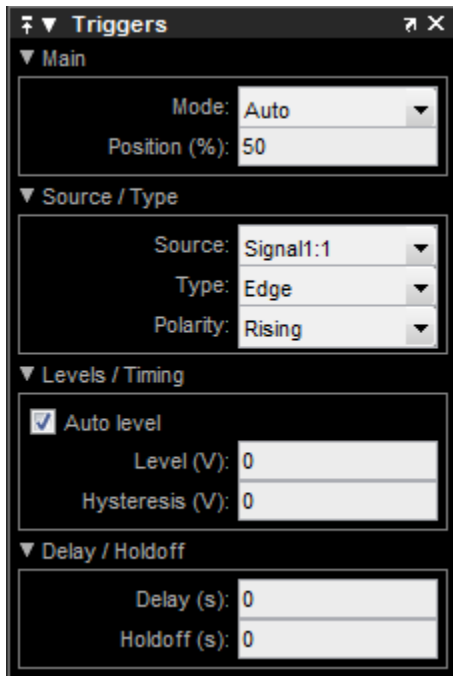 Triggers
Main
Mode: Auto
Position (%): 50
Source / Type
Source: Signal1:1
Type: Edge
Polarity: Rising
Levels / Timing
Auto level
Level (V): 0
Hysteresis (V): 0
Delay / Holdoff
Delay (s): 0
Holdoff (s): 0